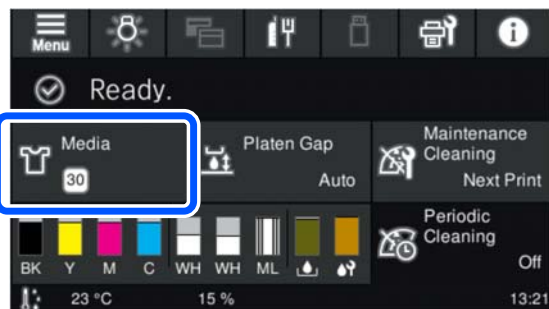 Menu
Ready.
Media
30
Platen Gap
Auto
Maintenance
Cleaning
Next Print
BK Y M C WH WH ML
Periodic
Cleaning
Off
23 °C 15 % 13:21